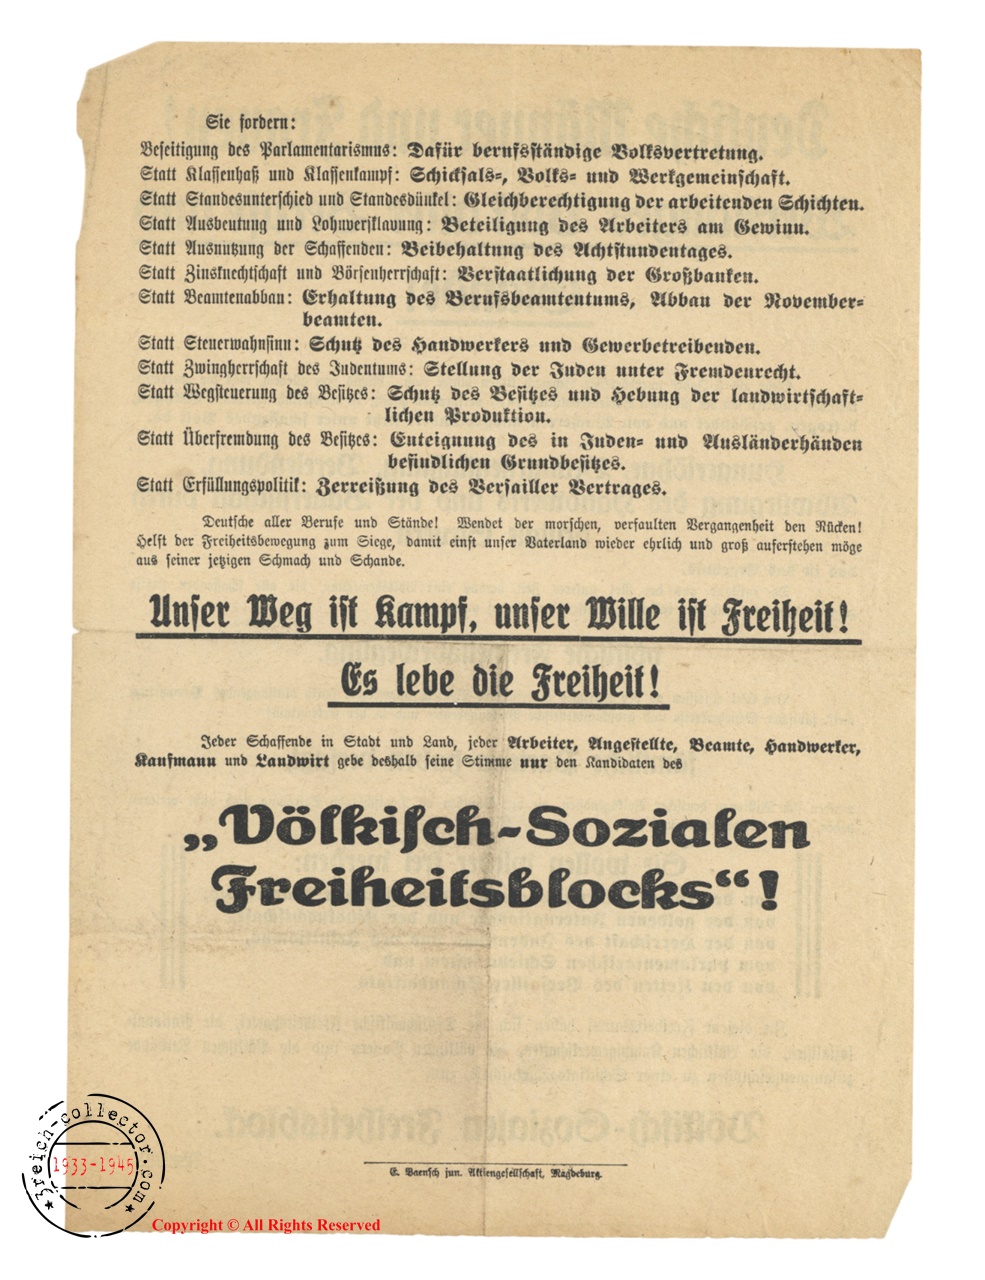 Sie fordern:
Beseitigung des Parlamentarismus: Dafür berufsständige Volksvertretung.
Statt Klassenhaß und Klassenkampf: Schicksals-, Volks- und Werkgemeinschaft.
Statt Standesunterschied und Standesdünkel: Gleichberechtigung der arbeitenden Schichten.
Statt Ausbeutung und Lohnversklavung: Beteiligung des Arbeiters am Gewinn.
Statt Ausnutzung der Schaffenden: Beibehaltung des Achtstundentages.
Statt Zinsknechtschaft und Börsenherrschaft: Verstaatlichung der Großbanken.
Statt Beamtenabbau: Erhaltung des Berufsbeamtentums, Abbau der November-
beamten.
Statt Steuerwahnsinn: Schutz des Handwerkers und Gewerbetreibenden.
Statt Zwingherrschaft des Judentums: Stellung der Juden unter Fremdenrecht.
Statt Wegsteuerung des Besitzes: Schutz des Besitzes und Hebung der landwirtschaft-
lichen Produktion.
Statt Überfremdung des Besitzes: Enteignung des in Juden- und Ausländerhänden
befindlichen Grundbesitzes.
Statt Erfüllungspolitik: Zerreißung des Versailler Vertrages.
Deutsche aller Berufe und Stände! Wendet der morschen, verfaulten Vergangenheit den Rücken!
Helft der Freiheitsbewegung zum Siege, damit einst unser Vaterland wieder ehrlich und groß auferstehen möge
aus seiner jetzigen Schmach und Schande.
Unser Weg ist Kampf, unser Wille ist Freiheit!
Es lebe die Freiheit!
Jeder Schaffende in Stadt und Land, jeder Arbeiter, Angestellte, Beamte, Handwerker,
Kaufmann und Landwirt gebe deshalb seine Stimme nur den Kandidaten des
„Völkisch-Sozialen
Freiheitsblocks“!
E. Baensch jun. Aktiengesellschaft, Magdeburg.
3reich-collector.com
1933-1945
Copyright © All Rights Reserved